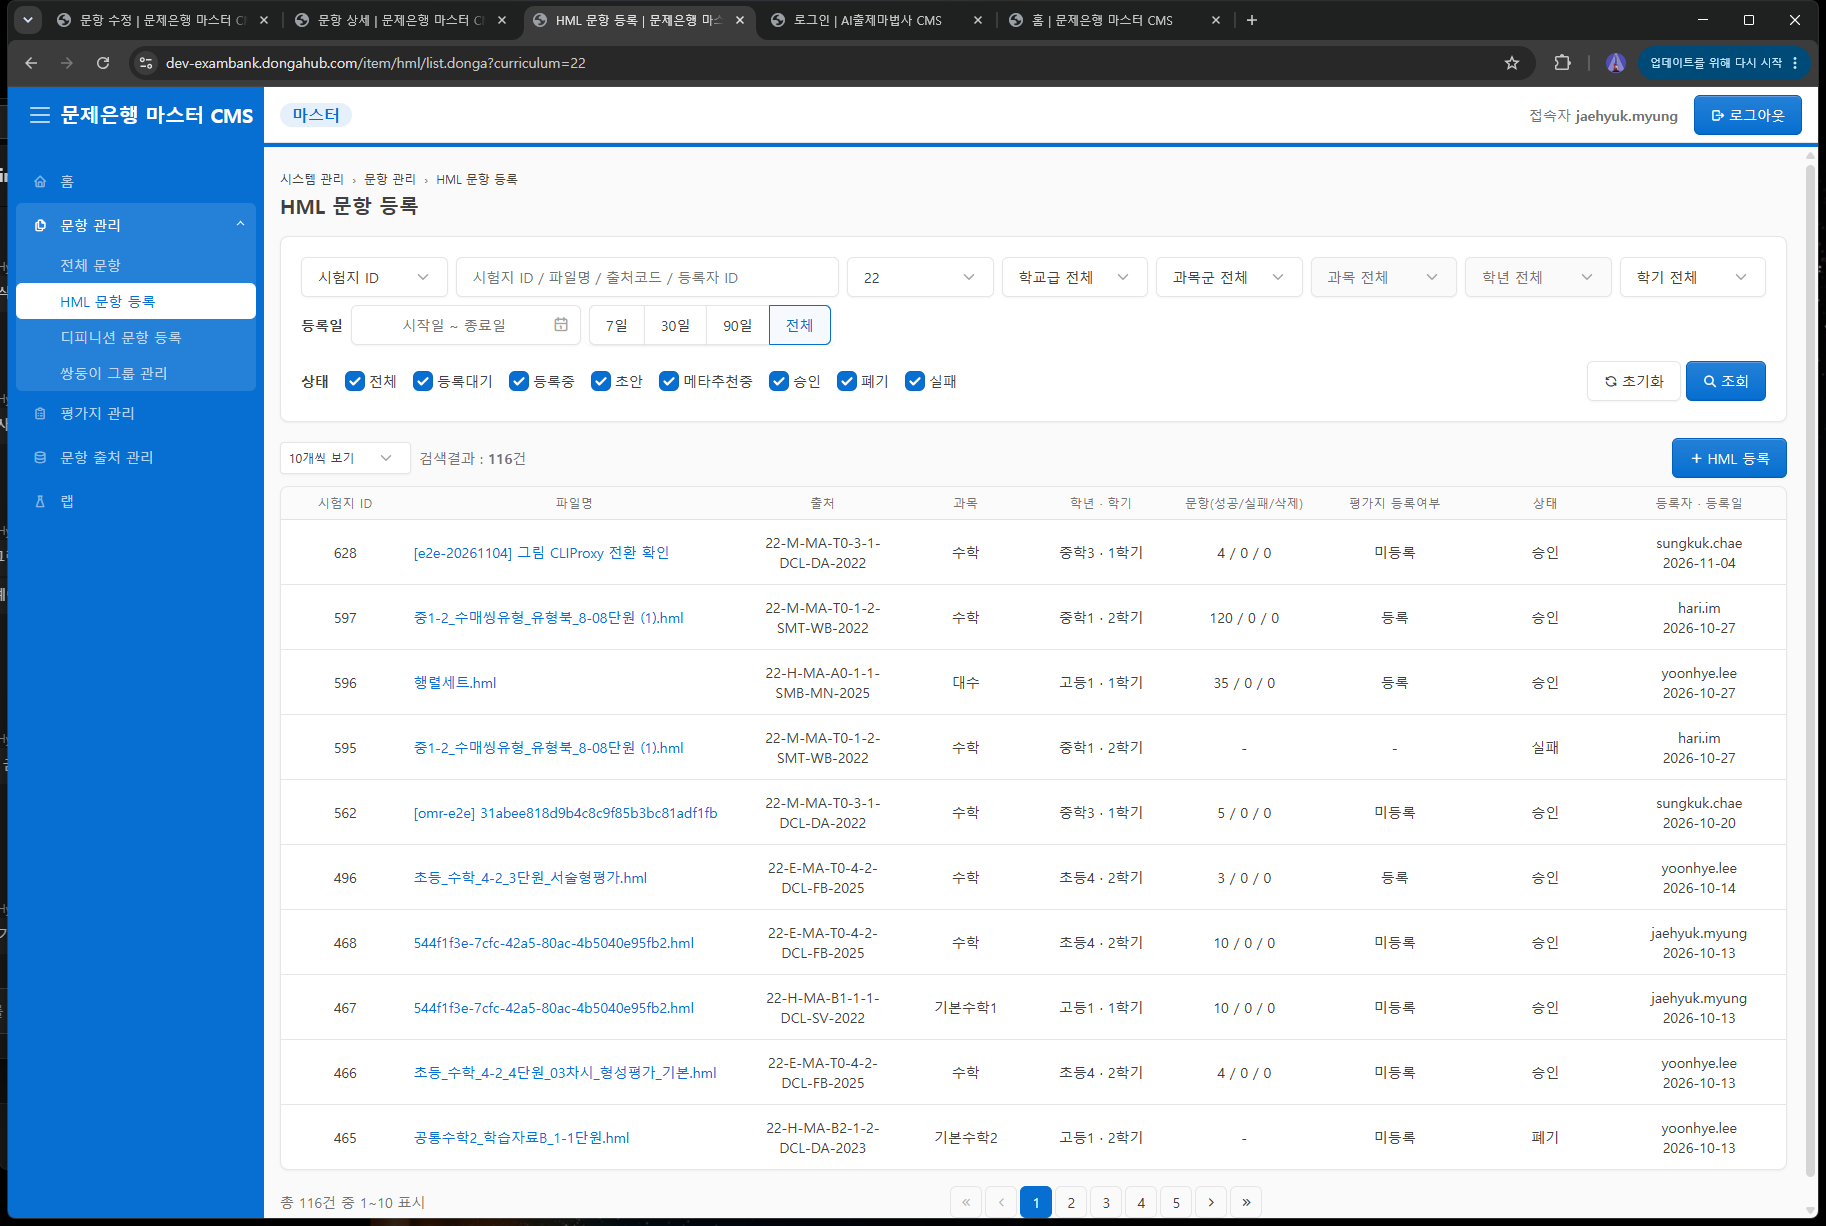 문항 수정 | 문제은행 마스터 C
문항 상세 | 문제은행 마스터 C
HML 문항 등록 | 문제은행 마스
로그인 | AI출제마법사 CMS
홈 | 문제은행 마스터 CMS
dev-exambank.dongahub.com/item/hml/list.donga?curriculum=22
업데이트를 위해 다시 시작
문제은행 마스터 CMS
마스터
접속자 jaehyuk.myung
로그아웃
홈
문항 관리
전체 문항
HML 문항 등록
디피니션 문항 등록
쌍둥이 그룹 관리
평가지 관리
문항 출처 관리
랩
시스템 관리 › 문항 관리 › HML 문항 등록
HML 문항 등록
시험지 ID
시험지 ID / 파일명 / 출처코드 / 등록자 ID
22
학교급 전체
과목군 전체
과목 전체
학년 전체
학기 전체
등록일
시작일 ~ 종료일
7일
30일
90일
전체
상태 전체 등록대기 등록중 초안 메타추천중 승인 폐기 실패
초기화
조회
10개씩 보기
검색결과 : 116건
+ HML 등록
시험지 ID 파일명 출처 과목 학년 · 학기 문항(성공/실패/삭제) 평가지 등록여부 상태 등록자 · 등록일
628 [e2e-20261104] 그림 CLIProxy 전환 확인 22-M-MA-T0-3-1-DCL-DA-2022 수학 중학3 · 1학기 4 / 0 / 0 미등록 승인 sungkuk.chae 2026-11-04
597 중1-2_수매씽유형_유형북_8-08단원 (1).hml 22-M-MA-T0-1-2-SMT-WB-2022 수학 중학1 · 2학기 120 / 0 / 0 등록 승인 hari.im 2026-10-27
596 행렬세트.hml 22-H-MA-A0-1-1-SMB-MN-2025 대수 고등1 · 1학기 35 / 0 / 0 등록 승인 yoonhye.lee 2026-10-27
595 중1-2_수매씽유형_유형북_8-08단원 (1).hml 22-M-MA-T0-1-2-SMT-WB-2022 수학 중학1 · 2학기 - - 실패 hari.im 2026-10-27
562 [omr-e2e] 31abee818d9b4c8c9f85b3bc81adf1fb 22-M-MA-T0-3-1-DCL-DA-2022 수학 중학3 · 1학기 5 / 0 / 0 미등록 승인 sungkuk.chae 2026-10-20
496 초등_수학_4-2_3단원_서술형평가.hml 22-E-MA-T0-4-2-DCL-FB-2025 수학 초등4 · 2학기 3 / 0 / 0 등록 승인 yoonhye.lee 2026-10-14
468 544f1f3e-7cfc-42a5-80ac-4b5040e95fb2.hml 22-E-MA-T0-4-2-DCL-FB-2025 수학 초등4 · 2학기 10 / 0 / 0 미등록 승인 jaehyuk.myung 2026-10-13
467 544f1f3e-7cfc-42a5-80ac-4b5040e95fb2.hml 22-H-MA-B1-1-1-DCL-SV-2022 기본수학1 고등1 · 1학기 10 / 0 / 0 미등록 승인 jaehyuk.myung 2026-10-13
466 초등_수학_4-2_4단원_03차시_형성평가_기본.hml 22-E-MA-T0-4-2-DCL-FB-2025 수학 초등4 · 2학기 4 / 0 / 0 미등록 승인 yoonhye.lee 2026-10-13
465 공통수학2_학습자료B_1-1단원.hml 22-H-MA-B2-1-2-DCL-DA-2023 기본수학2 고등1 · 2학기 - 미등록 폐기 yoonhye.lee 2026-10-13
총 116건 중 1~10 표시
« ‹ 1 2 3 4 5 › »